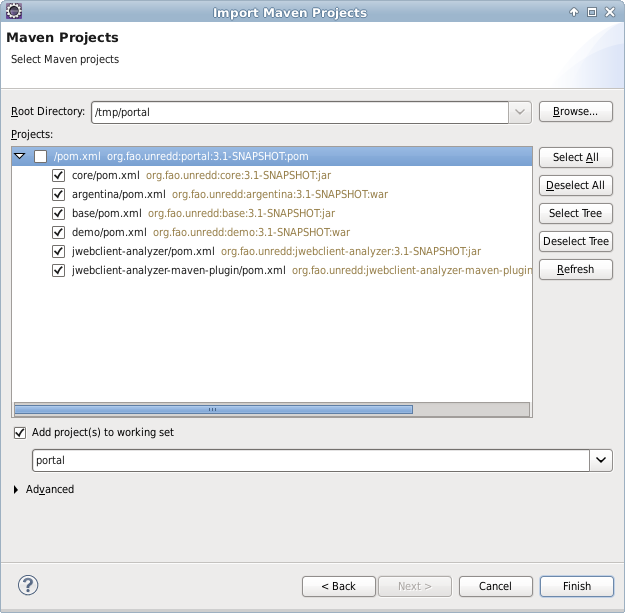 Import Maven Projects
Maven Projects
Select Maven projects
Root Directory: /tmp/portal Browse...
Projects:
/pom.xml org.fao.unredd:portal:3.1-SNAPSHOT:pom
core/pom.xml org.fao.unredd:core:3.1-SNAPSHOT:jar
argentina/pom.xml org.fao.unredd:argentina:3.1-SNAPSHOT:war
base/pom.xml org.fao.unredd:base:3.1-SNAPSHOT:jar
demo/pom.xml org.fao.unredd:demo:3.1-SNAPSHOT:war
jwebclient-analyzer/pom.xml org.fao.unredd:jwebclient-analyzer:3.1-SNAPSHOT:jar
jwebclient-analyzer-maven-plugin/pom.xml org.fao.unredd:jwebclient-analyzer-maven-plugin
Select All
Deselect All
Select Tree
Deselect Tree
Refresh
Add project(s) to working set
portal
Advanced
?
< Back
Next >
Cancel
Finish